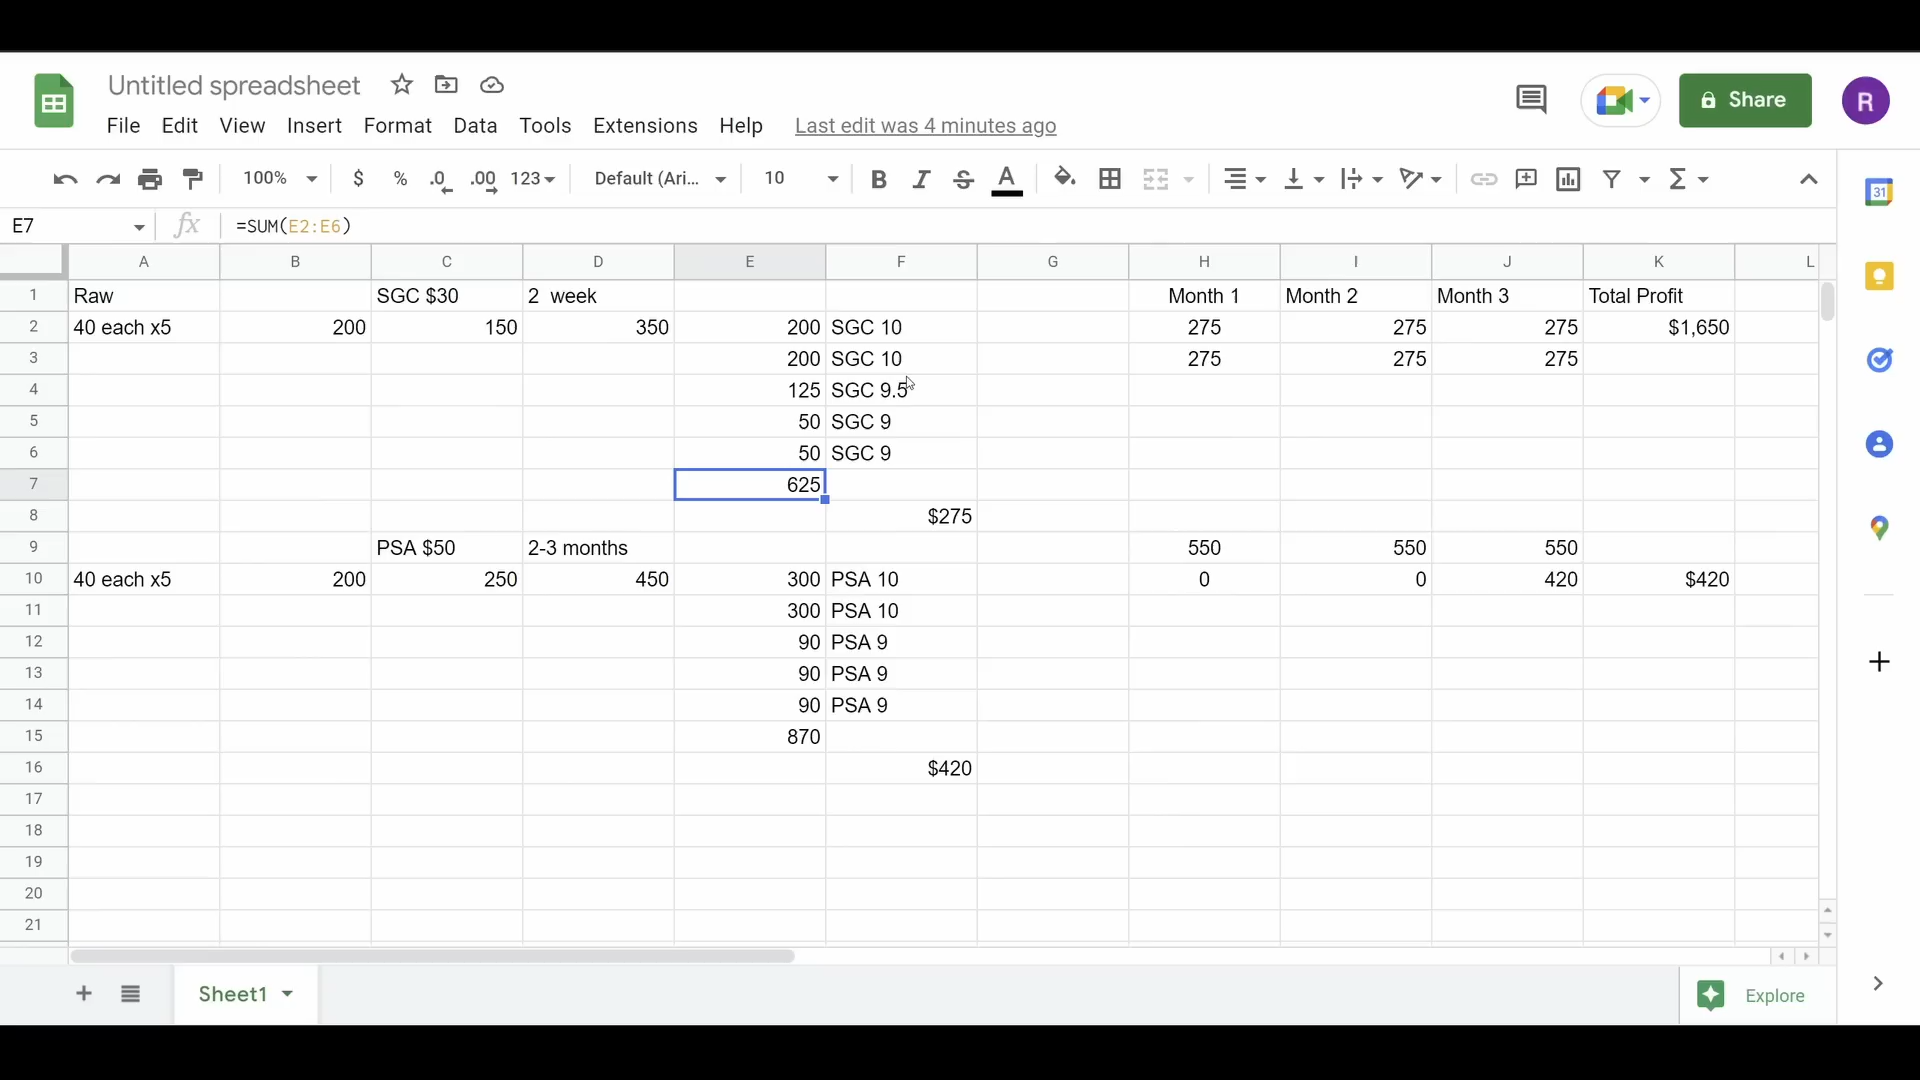 Untitled spreadsheet
File Edit View Insert Format Data Tools Extensions Help Last edit was 4 minutes ago
Share
R
100% $ % .0 .00 123 Default (Ari... 10 B I S A Σ
31
E7 fx =SUM(E2:E6)
A B C D E F G H I J K L
1 Raw SGC $30 2 week Month 1 Month 2 Month 3 Total Profit
2 40 each x5 200 150 350 200 SGC 10 275 275 275 $1,650
3 200 SGC 10 275 275 275
4 125 SGC 9.5
5 50 SGC 9
6 50 SGC 9
7 625
8 $275
9 PSA $50 2-3 months 550 550 550
10 40 each x5 200 250 450 300 PSA 10 0 0 420 $420
11 300 PSA 10
12 90 PSA 9
13 90 PSA 9
14 90 PSA 9
15 870
16 $420
17
18
19
20
21
Sheet1
Explore